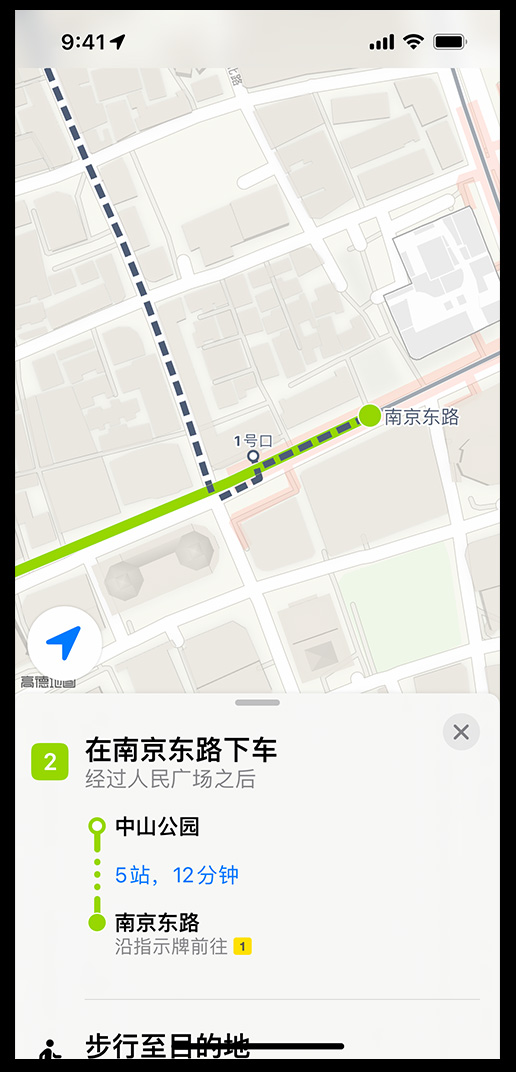 9:41
北路
1号口
南京东路
高德地图
2
在南京东路下车
经过人民广场之后
中山公园
5站，12分钟
南京东路
沿指示牌前往 1
步行至目的地